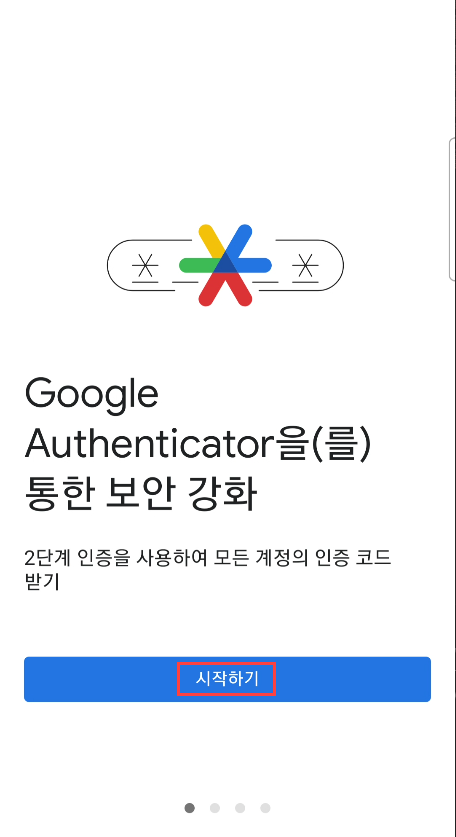 Google
Authenticator을(를)
통한 보안 강화
2단계 인증을 사용하여 모든 계정의 인증 코드
받기
시작하기